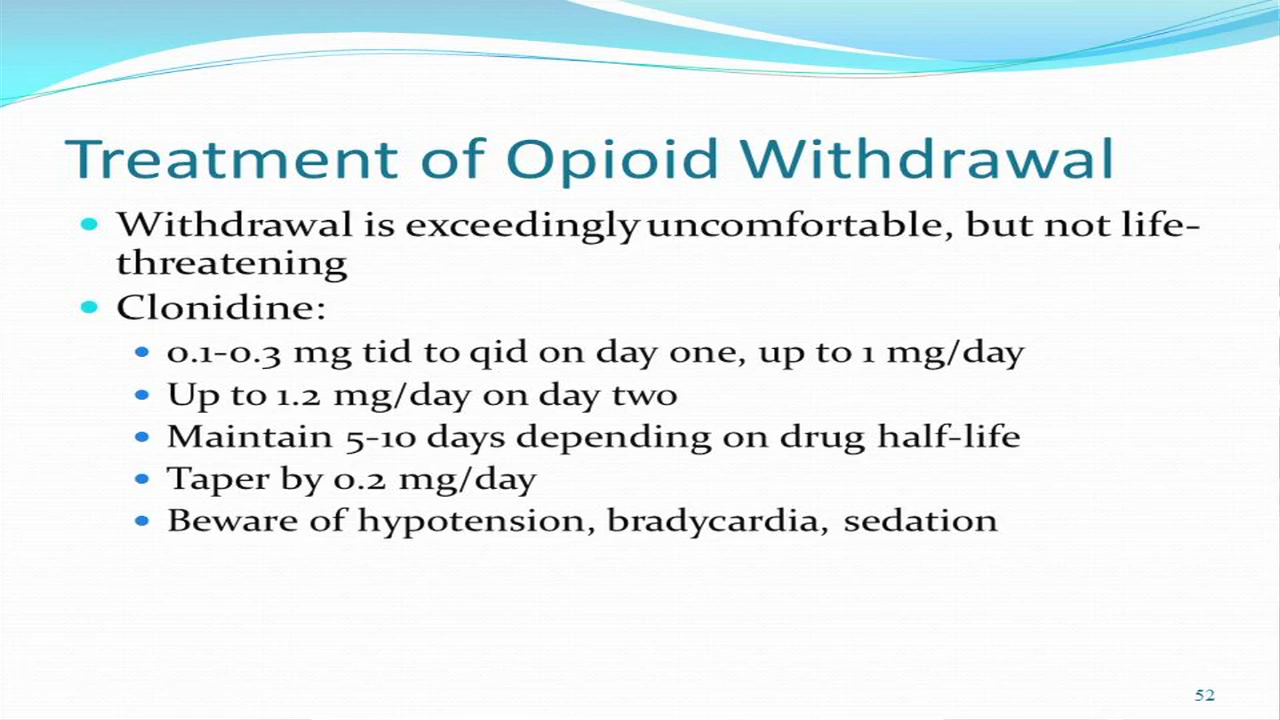 Treatment of Opioid Withdrawal
• Withdrawal is exceedingly uncomfortable, but not life-
threatening
• Clonidine:
• 0.1-0.3 mg tid to qid on day one, up to 1 mg/day
• Up to 1.2 mg/day on day two
• Maintain 5-10 days depending on drug half-life
• Taper by 0.2 mg/day
• Beware of hypotension, bradycardia, sedation
52